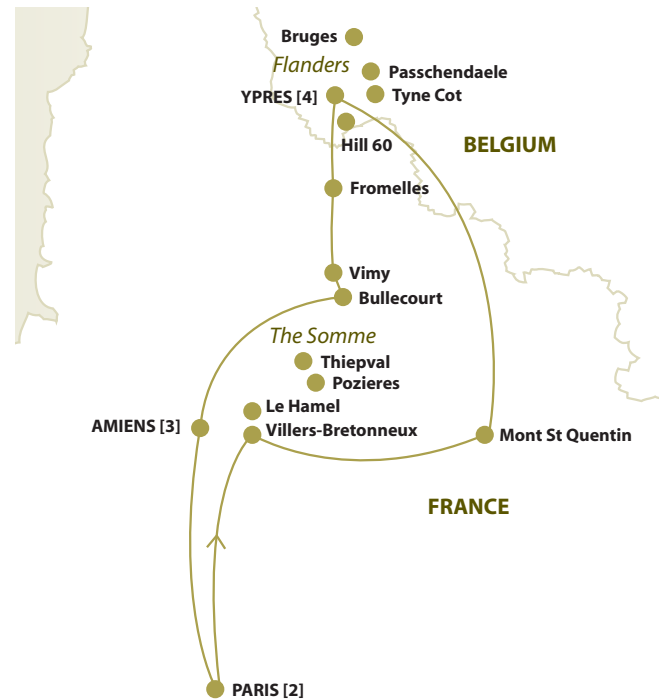 Bruges
Flanders
Passchendaele
YPRES [4]
Tyne Cot
Hill 60
BELGIUM
Fromelles
Vimy
Bullecourt
The Somme
Thiepval
Pozieres
Le Hamel
AMIENS [3]
Villers-Bretonneux
Mont St Quentin
FRANCE
PARIS [2]